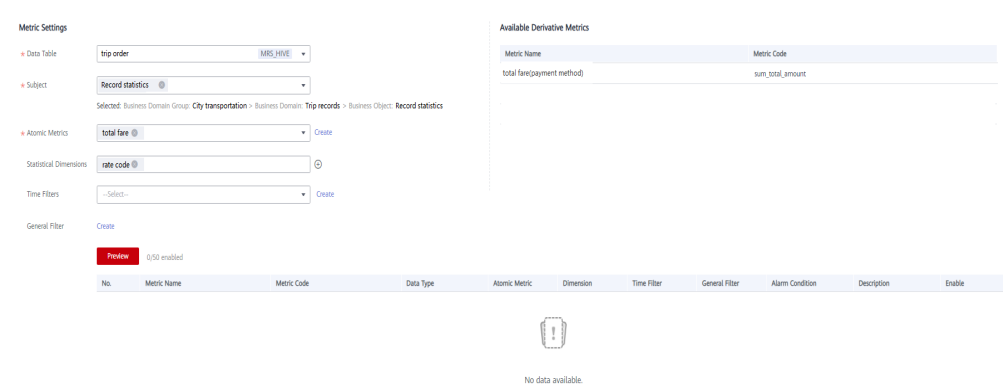 Metric Settings
Available Derivative Metrics
* Data Table trip order MRS_HIVE
Metric Name Metric Code
total fare(payment method) sum_total_amount
* Subject Record statistics
Selected: Business Domain Group: City transportation > Business Domain: Trip records > Business Object: Record statistics
* Atomic Metrics total fare Create
Statistical Dimensions rate code
Time Filters --Select-- Create
General Filter Create
Preview 0/50 enabled
No. Metric Name Metric Code Data Type Atomic Metric Dimension Time Filter General Filter Alarm Condition Description Enable
No data available.